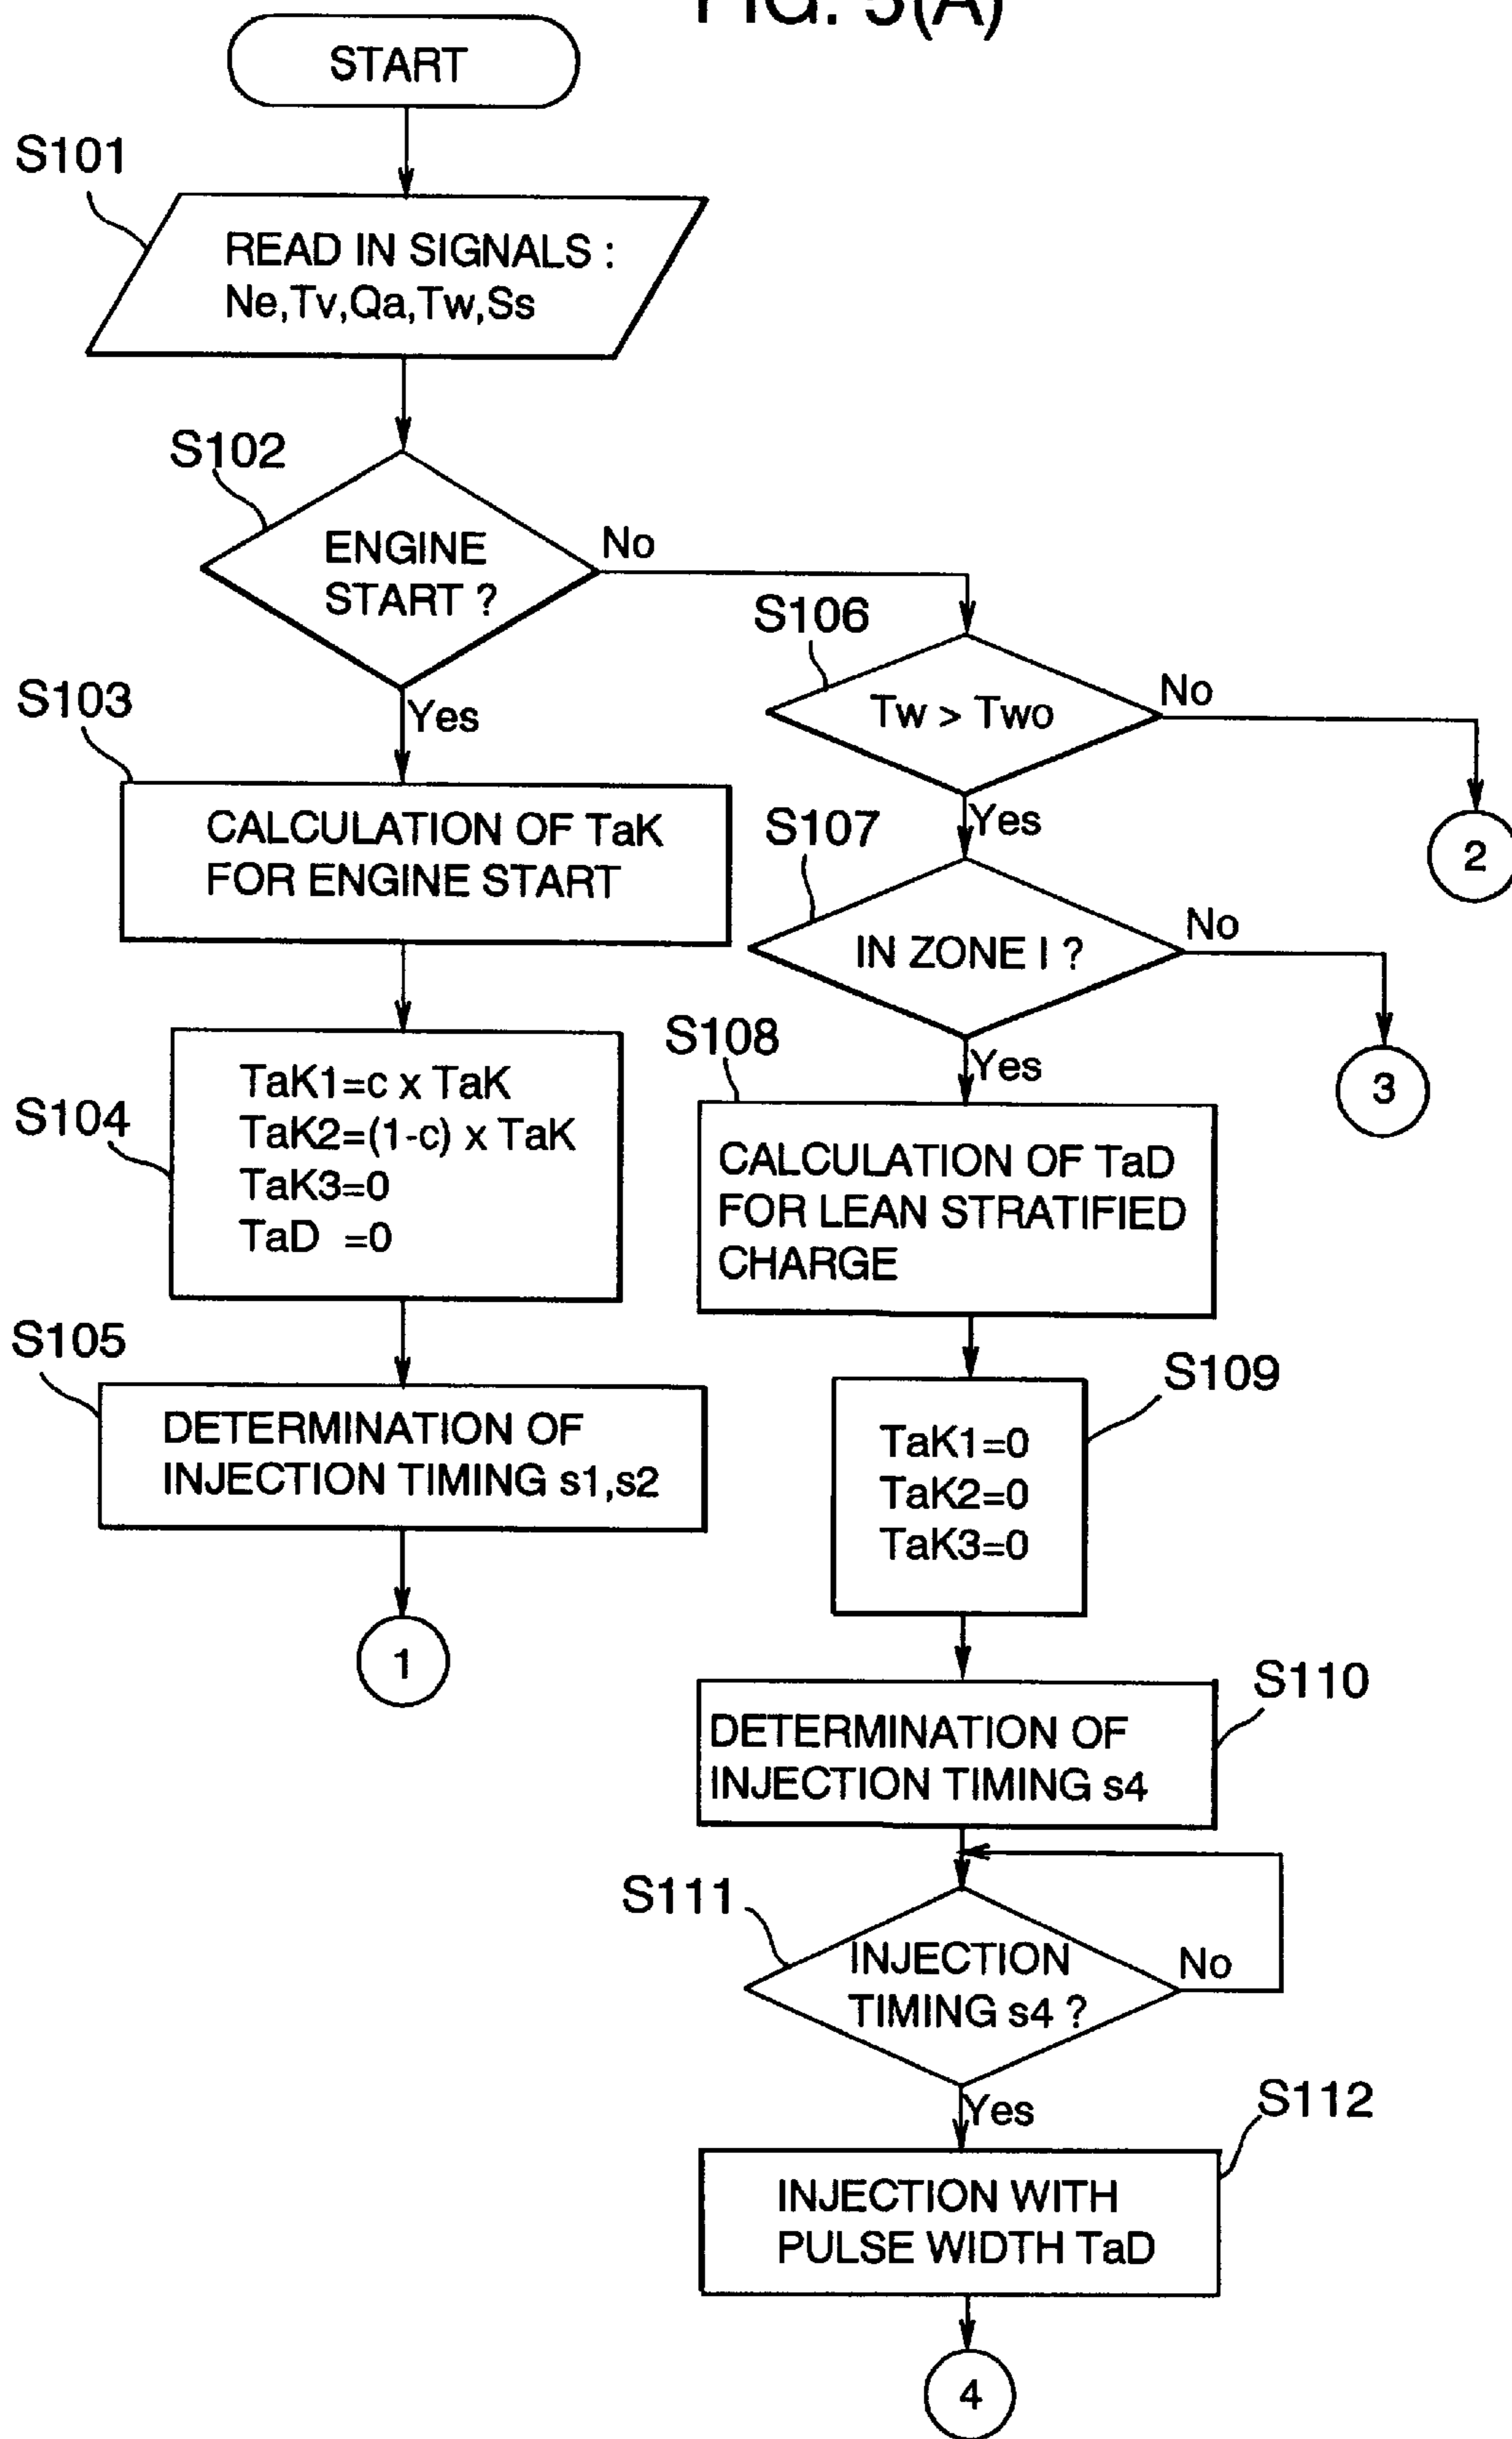 FIG. 5(A)
START
S101
READ IN SIGNALS :
Ne,Tv,Qa,Tw,Ss
S102
ENGINE
START ?
No
Yes
S106
Tw > Two
No
2
Yes
S103
CALCULATION OF TaK
FOR ENGINE START
S107
IN ZONE I ?
No
3
Yes
S104
TaK1=c x TaK
TaK2=(1-c) x TaK
TaK3=0
TaD =0
S108
CALCULATION OF TaD
FOR LEAN STRATIFIED
CHARGE
S105
DETERMINATION OF
INJECTION TIMING s1,s2
1
S109
TaK1=0
TaK2=0
TaK3=0
S110
DETERMINATION OF
INJECTION TIMING s4
S111
INJECTION
TIMING s4 ?
No
Yes
S112
INJECTION WITH
PULSE WIDTH TaD
4